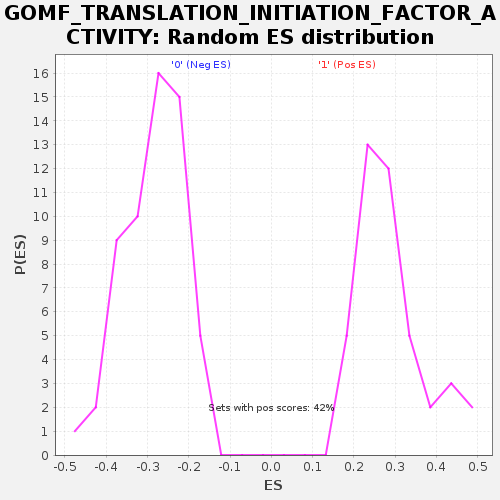 GOMF_TRANSLATION_INITIATION_FACTOR_A
CTIVITY: Random ES distribution
'0' (Neg ES) '1' (Pos ES)
16
15
14
13
12
11
10
9
8
7
6
5
4
3
2
1
0
P(ES)
Sets with pos scores: 42%
-0.5 -0.4 -0.3 -0.2 -0.1 0.0 0.1 0.2 0.3 0.4 0.5
ES